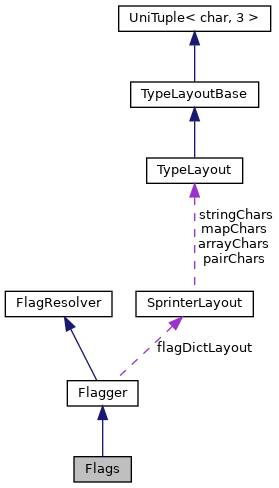 UniTuple< char, 3 >
TypeLayoutBase
TypeLayout
stringChars
mapChars
arrayChars
pairChars
FlagResolver
SprinterLayout
flagDictLayout
Flagger
Flags